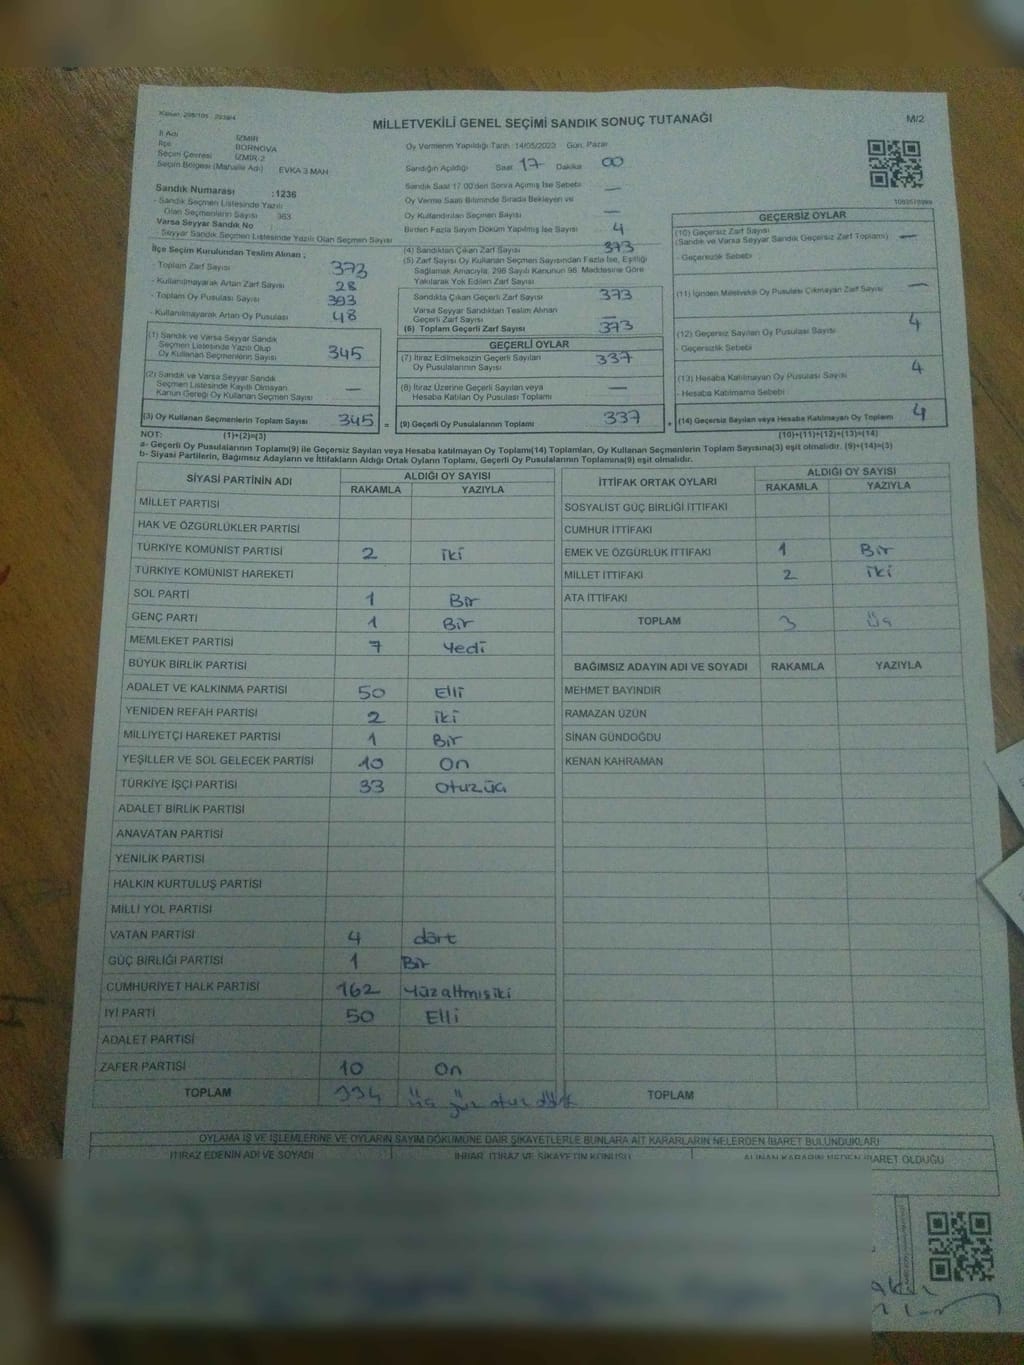 Kanun: 298/105 - 2839/4
MİLLETVEKİLİ GENEL SEÇİMİ SANDIK SONUÇ TUTANAĞI
M/2
İl Adı İZMİR
İlçe BORNOVA
Seçim Çevresi İZMİR-2
Seçim Bölgesi (Mahalle Adı) EVKA 3 MAH
Sandık Numarası :1236
- Sandık Seçmen Listesinde Yazılı
Olan Seçmenlerin Sayısı 363
Varsa Seyyar Sandık No
- Seyyar Sandık Seçmen Listesinde Yazılı Olan Seçmen Sayısı
Oy Vermenin Yapıldığı Tarih : 14/05/2023 Gün: Pazar
Sandığın Açıldığı Saat 17 Dakika 00
Sandık Saat 17.00'den Sonra Açılmış İse Sebebi —
Oy Verme Saati Bitiminde Sırada Bekleyen ve
Oy Kullandırılan Seçmen Sayısı —
Birden Fazla Sayım Döküm Yapılmış İse Sayısı 4
İlçe Seçim Kurulundan Teslim Alınan ;
- Toplam Zarf Sayısı 373
- Kullanılmayarak Artan Zarf Sayısı 28
- Toplam Oy Pusulası Sayısı 393
- Kullanılmayarak Artan Oy Pusulası 48
(1) Sandık ve Varsa Seyyar Sandık
Seçmen Listesinde Yazılı Olup
Oy Kullanan Seçmenlerin Sayısı 345
(2) Sandık ve Varsa Seyyar Sandık
Seçmen Listesinde Kayıtlı Olmayan
Kanun Gereği Oy Kullanan Seçmen Sayısı —
(3) Oy Kullanan Seçmenlerin Toplam Sayısı 345 =
(4) Sandıktan Çıkan Zarf Sayısı 373
(5) Zarf Sayısı Oy Kullanan Seçmen Sayısından Fazla İse, Eşitliği
Sağlamak Amacıyla, 298 Sayılı Kanunun 98. Maddesine Göre
Yakılarak Yok Edilen Zarf Sayısı
Sandıkta Çıkan Geçerli Zarf Sayısı 373
Varsa Seyyar Sandıktan Teslim Alınan
Geçerli Zarf Sayısı —
(6) Toplam Geçerli Zarf Sayısı 373
GEÇERLİ OYLAR
(7) İtiraz Edilmeksizin Geçerli Sayılan
Oy Pusulalarının Sayısı 337
(8) İtiraz Üzerine Geçerli Sayılan veya
Hesaba Katılan Oy Pusulası Toplamı —
(9) Geçerli Oy Pusulalarının Toplamı 337 +
GEÇERSİZ OYLAR
(10) Geçersiz Zarf Sayısı
(Sandık ve Varsa Seyyar Sandık Geçersiz Zarf Toplamı) —
- Geçersizlik Sebebi
(11) İçinden Milletvekili Oy Pusulası Çıkmayan Zarf Sayısı —
(12) Geçersiz Sayılan Oy Pusulası Sayısı 4
- Geçersizlik Sebebi
(13) Hesaba Katılmayan Oy Pusulası Sayısı 4
- Hesaba Katılmama Sebebi
(14) Geçersiz Sayılan veya Hesaba Katılmayan Oy Toplamı 4
NOT: (1)+(2)=(3) (10)+(11)+(12)+(13)=(14)
a- Geçerli Oy Pusulalarının Toplamı(9) ile Geçersiz Sayılan veya Hesaba katılmayan Oy Toplamı(14) Toplamları, Oy Kullanan Seçmenlerin Toplam Sayısına(3) eşit olmalıdır. (9)+(14)=(3)
b- Siyasi Partilerin, Bağımsız Adayların ve İttifakların Aldığı Ortak Oyların Toplamı, Geçerli Oy Pusulalarının Toplamına(9) eşit olmalıdır.
SİYASİ PARTİNİN ADI ALDIĞI OY SAYISI
RAKAMLA YAZIYLA
MİLLET PARTİSİ
HAK VE ÖZGÜRLÜKLER PARTİSİ
TÜRKİYE KOMÜNİST PARTİSİ 2 iki
TÜRKİYE KOMÜNİST HAREKETİ
SOL PARTİ 1 Bir
GENÇ PARTİ 1 Bir
MEMLEKET PARTİSİ 7 Yedi
BÜYÜK BİRLİK PARTİSİ
ADALET VE KALKINMA PARTİSİ 50 Elli
YENİDEN REFAH PARTİSİ 2 iki
MİLLİYETÇİ HAREKET PARTİSİ 1 Bir
YEŞİLLER VE SOL GELECEK PARTİSİ 10 On
TÜRKİYE İŞÇİ PARTİSİ 33 otuzüç
ADALET BİRLİK PARTİSİ
ANAVATAN PARTİSİ
YENİLİK PARTİSİ
HALKIN KURTULUŞ PARTİSİ
MİLLİ YOL PARTİSİ
VATAN PARTİSİ 4 dört
GÜÇ BİRLİĞİ PARTİSİ 1 Bir
CUMHURİYET HALK PARTİSİ 162 Yüzaltmışiki
İYİ PARTİ 50 Elli
ADALET PARTİSİ
ZAFER PARTİSİ 10 On
TOPLAM 334 üç yüz otuz dört
İTTİFAK ORTAK OYLARI ALDIĞI OY SAYISI
RAKAMLA YAZIYLA
SOSYALİST GÜÇ BİRLİĞİ İTTİFAKI
CUMHUR İTTİFAKI
EMEK VE ÖZGÜRLÜK İTTİFAKI 1 Bir
MİLLET İTTİFAKI 2 iki
ATA İTTİFAKI
TOPLAM 3 üç
BAĞIMSIZ ADAYIN ADI VE SOYADI RAKAMLA YAZIYLA
MEHMET BAYINDIR
RAMAZAN ÜZÜN
SİNAN GÜNDOĞDU
KENAN KAHRAMAN
TOPLAM
OYLAMA İŞ VE İŞLEMLERİNE VE OYLARIN SAYIM DÖKÜMÜNE DAİR ŞİKAYETLERLE BUNLARA AİT KARARLARIN NELERDEN İBARET BULUNDUKLARI
İTİRAZ EDENİN ADI VE SOYADI İHBAR, İTİRAZ VE ŞİKAYETİN KONUSU ALINAN KARARIN NEDEN İBARET OLDUĞU